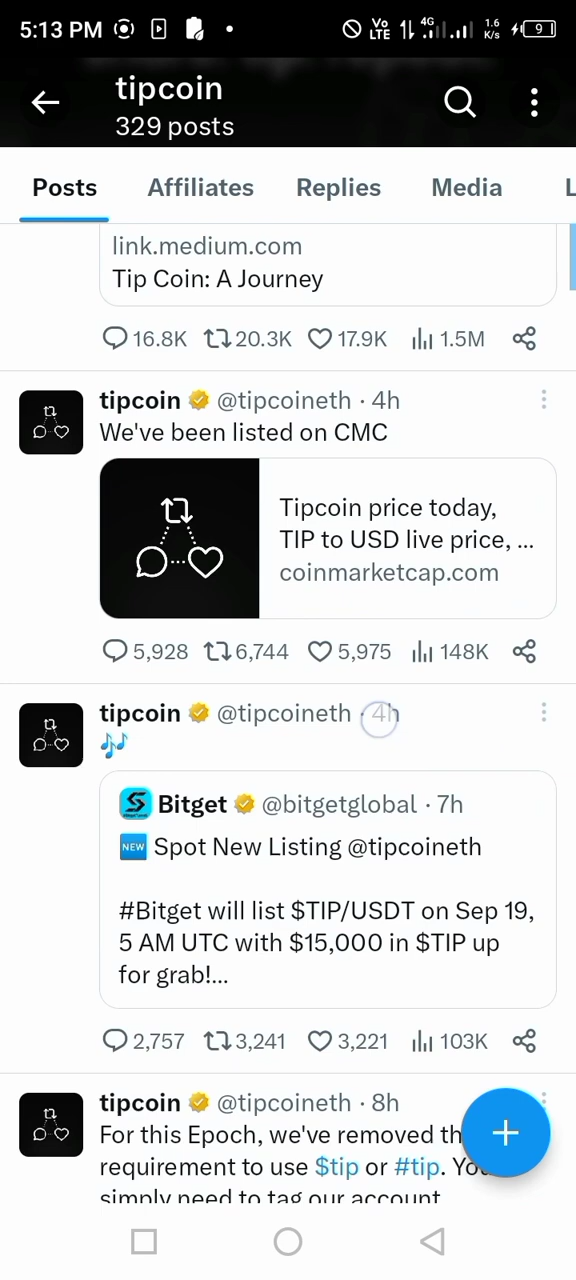 5:13 PM
Vo LTE 4G 1.6 K/s 9
tipcoin
329 posts
Posts Affiliates Replies Media L
link.medium.com
Tip Coin: A Journey
16.8K 20.3K 17.9K 1.5M
tipcoin @tipcoineth · 4h
We've been listed on CMC
Tipcoin price today,
TIP to USD live price, ...
coinmarketcap.com
5,928 6,744 5,975 148K
tipcoin @tipcoineth · 4h
🎶
Bitget @bitgetglobal · 7h
🆕 Spot New Listing @tipcoineth
#Bitget will list $TIP/USDT on Sep 19,
5 AM UTC with $15,000 in $TIP up
for grab!...
2,757 3,241 3,221 103K
tipcoin @tipcoineth · 8h
For this Epoch, we've removed th
requirement to use $tip or #tip. You
simply need to tag our account